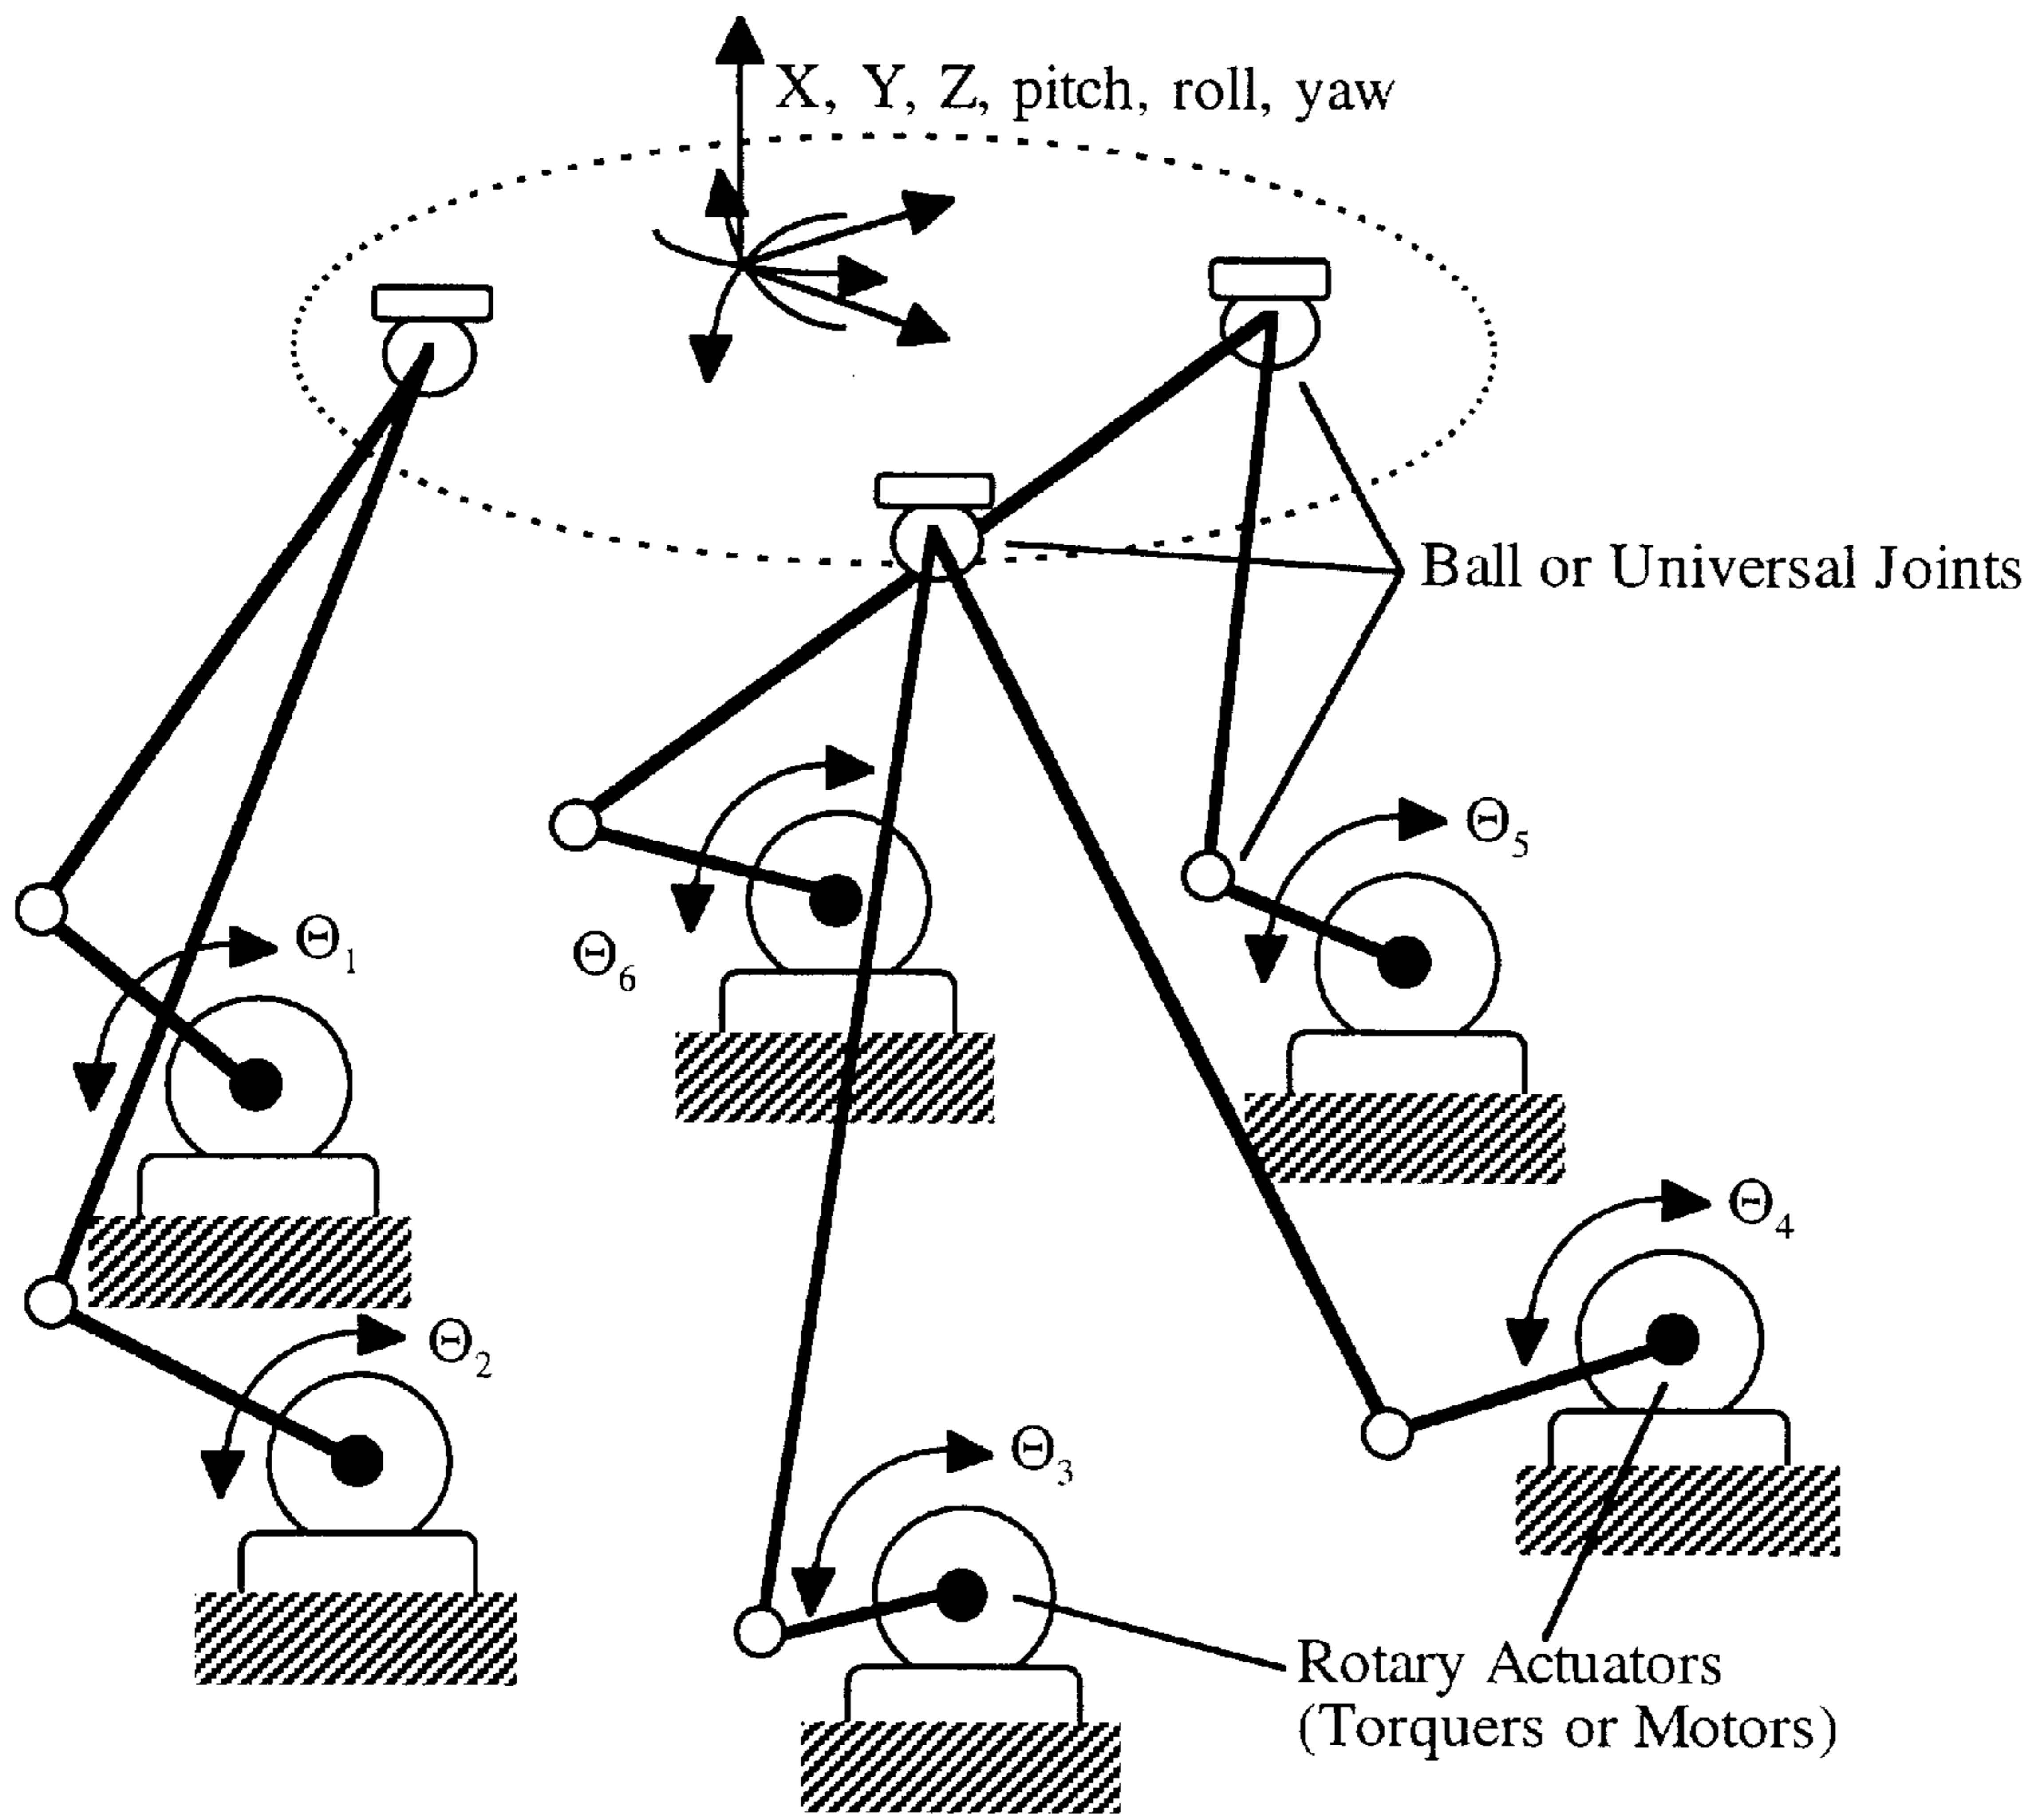 X, Y, Z, pitch, roll, yaw
Ball or Universal Joints
Θ5
Θ1
Θ6
Θ4
Θ2
Θ3
Rotary Actuators
(Torquers or Motors)